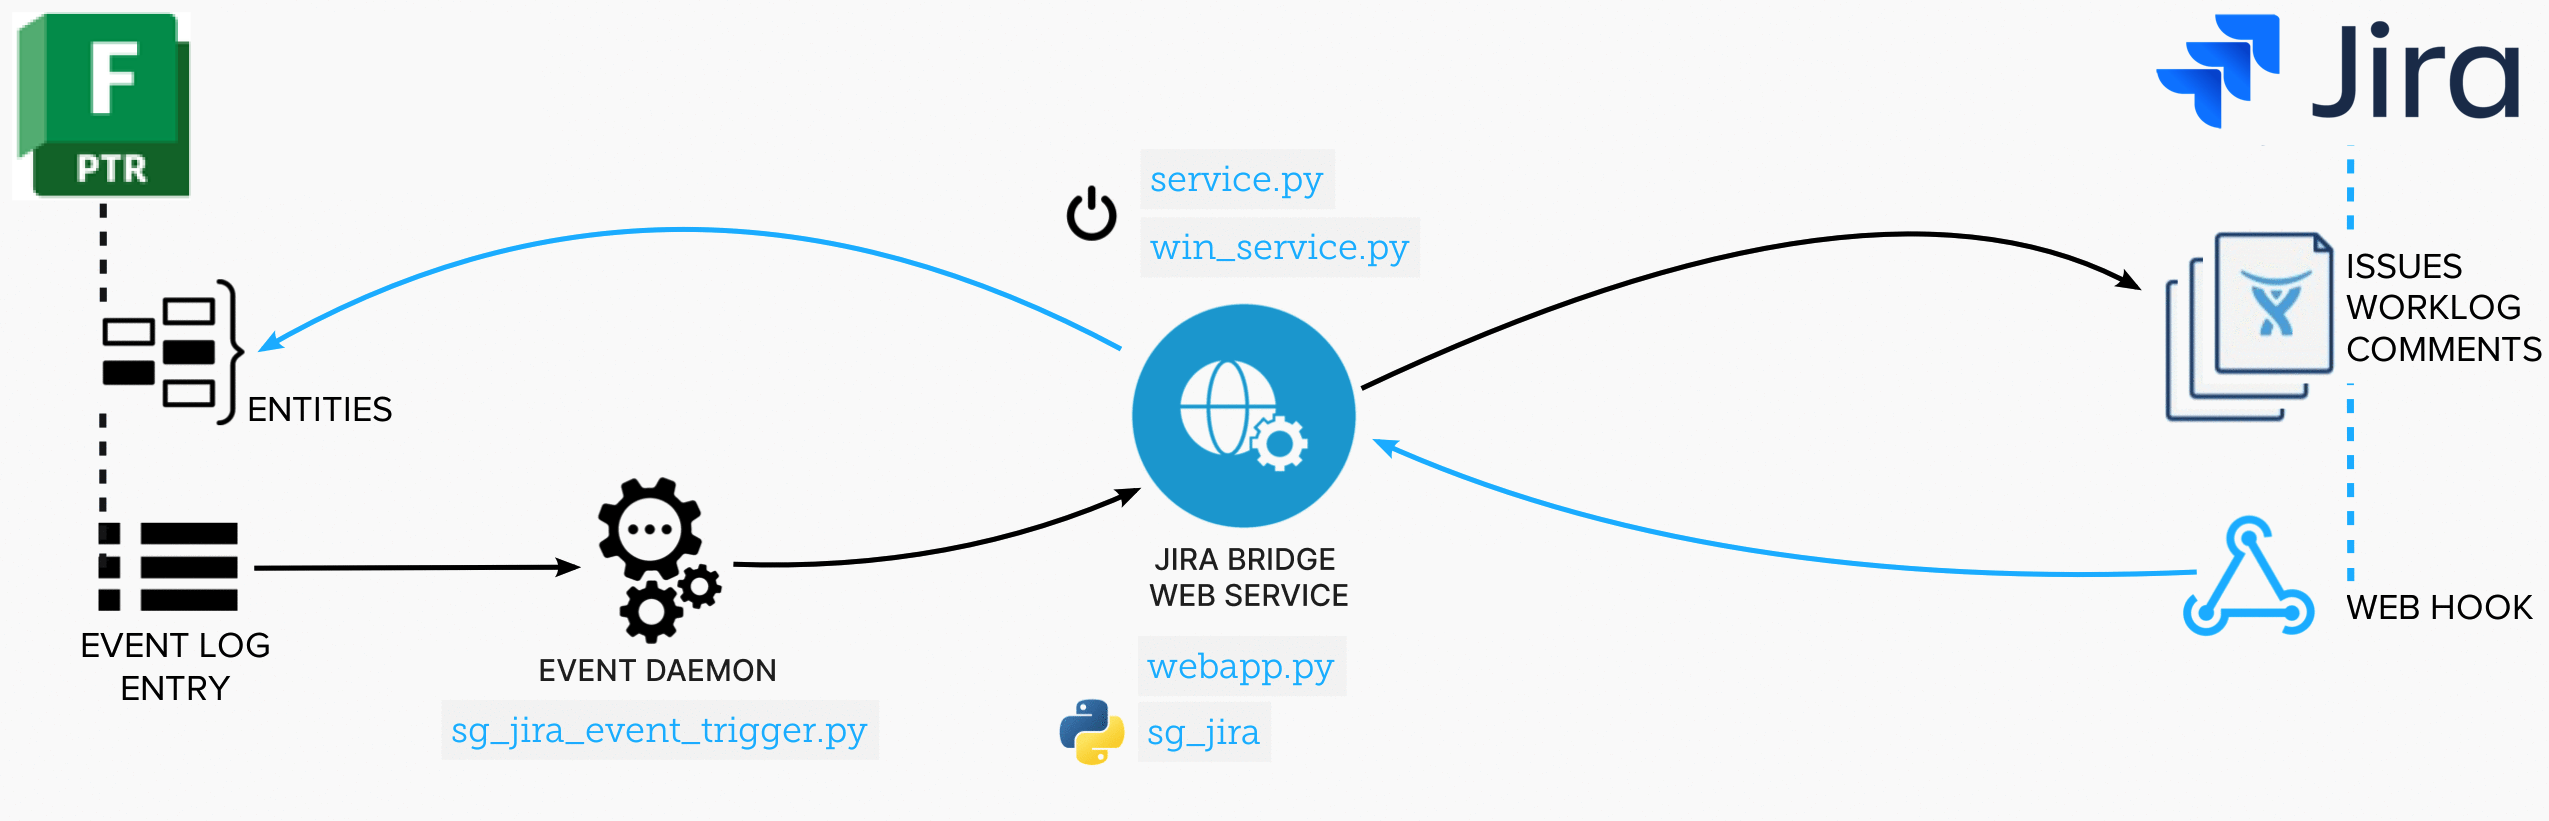 F
PTR
Jira
service.py
win_service.py
ISSUES
WORKLOG
COMMENTS
ENTITIES
JIRA BRIDGE
WEB SERVICE
WEB HOOK
EVENT LOG
ENTRY
EVENT DAEMON
sg_jira_event_trigger.py
webapp.py
sg_jira